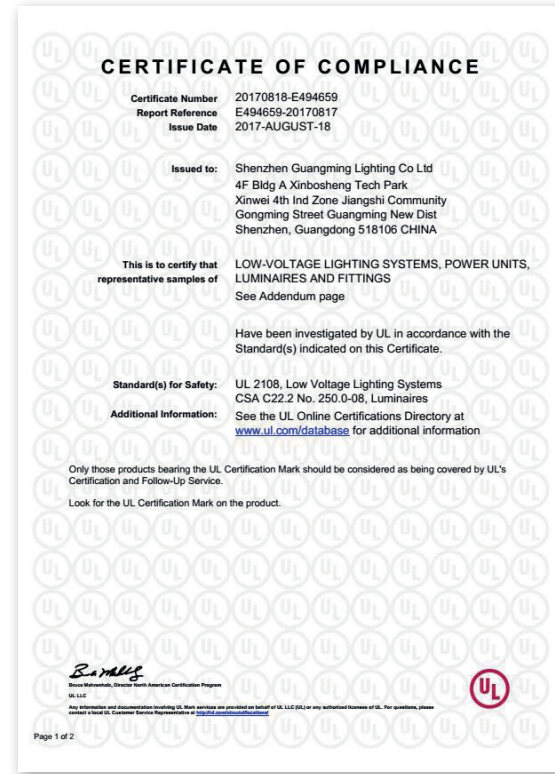 CERTIFICATE OF COMPLIANCE
Certificate Number 20170818-E494659
Report Reference E494659-20170817
Issue Date 2017-AUGUST-18
Issued to: Shenzhen Guangming Lighting Co Ltd
4F Bldg A Xinbosheng Tech Park
Xinwei 4th Ind Zone Jiangshi Community
Gongming Street Guangming New Dist
Shenzhen, Guangdong 518106 CHINA
This is to certify that LOW-VOLTAGE LIGHTING SYSTEMS, POWER UNITS,
representative samples of LUMINAIRES AND FITTINGS
See Addendum page
Have been investigated by UL in accordance with the
Standard(s) indicated on this Certificate.
Standard(s) for Safety: UL 2108, Low Voltage Lighting Systems
CSA C22.2 No. 250.0-08, Luminaires
Additional Information: See the UL Online Certifications Directory at
www.ul.com/database for additional information
Only those products bearing the UL Certification Mark should be considered as being covered by UL's
Certification and Follow-Up Service.
Look for the UL Certification Mark on the product.
Bruce Mahrenholz, Director North American Certification Program
UL LLC
Any information and documentation involving UL Mark services are provided on behalf of UL LLC (UL) or any authorized licensee of UL. For questions, please
contact a local UL Customer Service Representative at
UL
Page 1 of 2